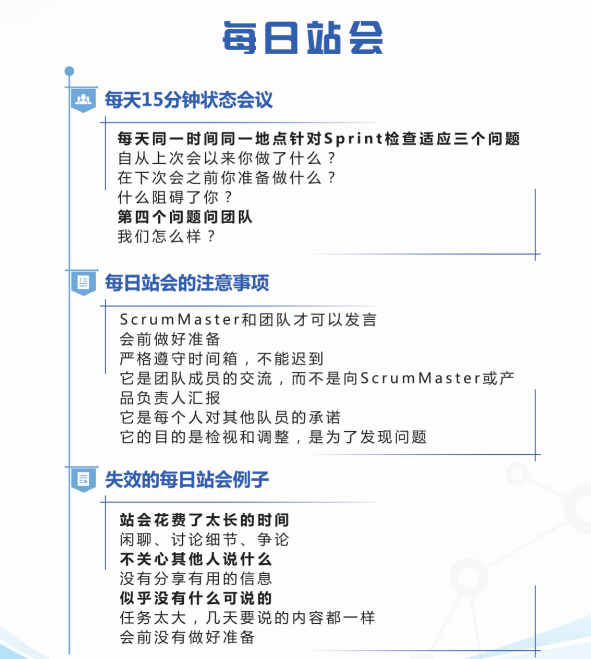 每日站会
每天15分钟状态会议
每天同一时间同一地点针对Sprint检查适应三个问题
自从上次会以来你做了什么？
在下次会之前你准备做什么？
什么阻碍了你？
第四个问题问团队
我们怎么样？
每日站会的注意事项
ScrumMaster和团队才可以发言
会前做好准备
严格遵守时间箱，不能迟到
它是团队成员的交流，而不是向ScrumMaster或产
品负责人汇报
它是每个人对其他队员的承诺
它的目的是检视和调整，是为了发现问题
失效的每日站会例子
站会花费了太长的时间
闲聊、讨论细节、争论
不关心其他人说什么
没有分享有用的信息
似乎没有什么可说的
任务太大，几天要说的内容都一样
会前没有做好准备